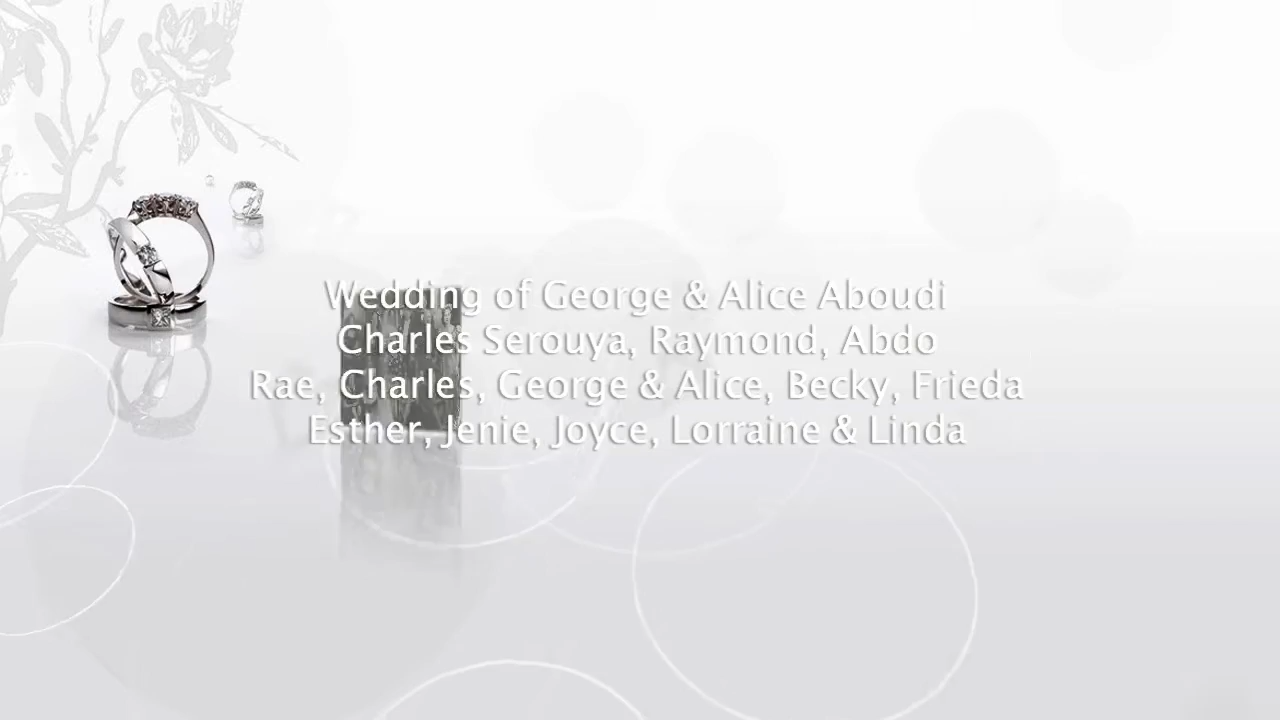 Wedding of George & Alice Aboudi
Charles Serouya, Raymond, Abdo
Rae, Charles, George & Alice, Becky, Frieda
Esther, Jenie, Joyce, Lorraine & Linda